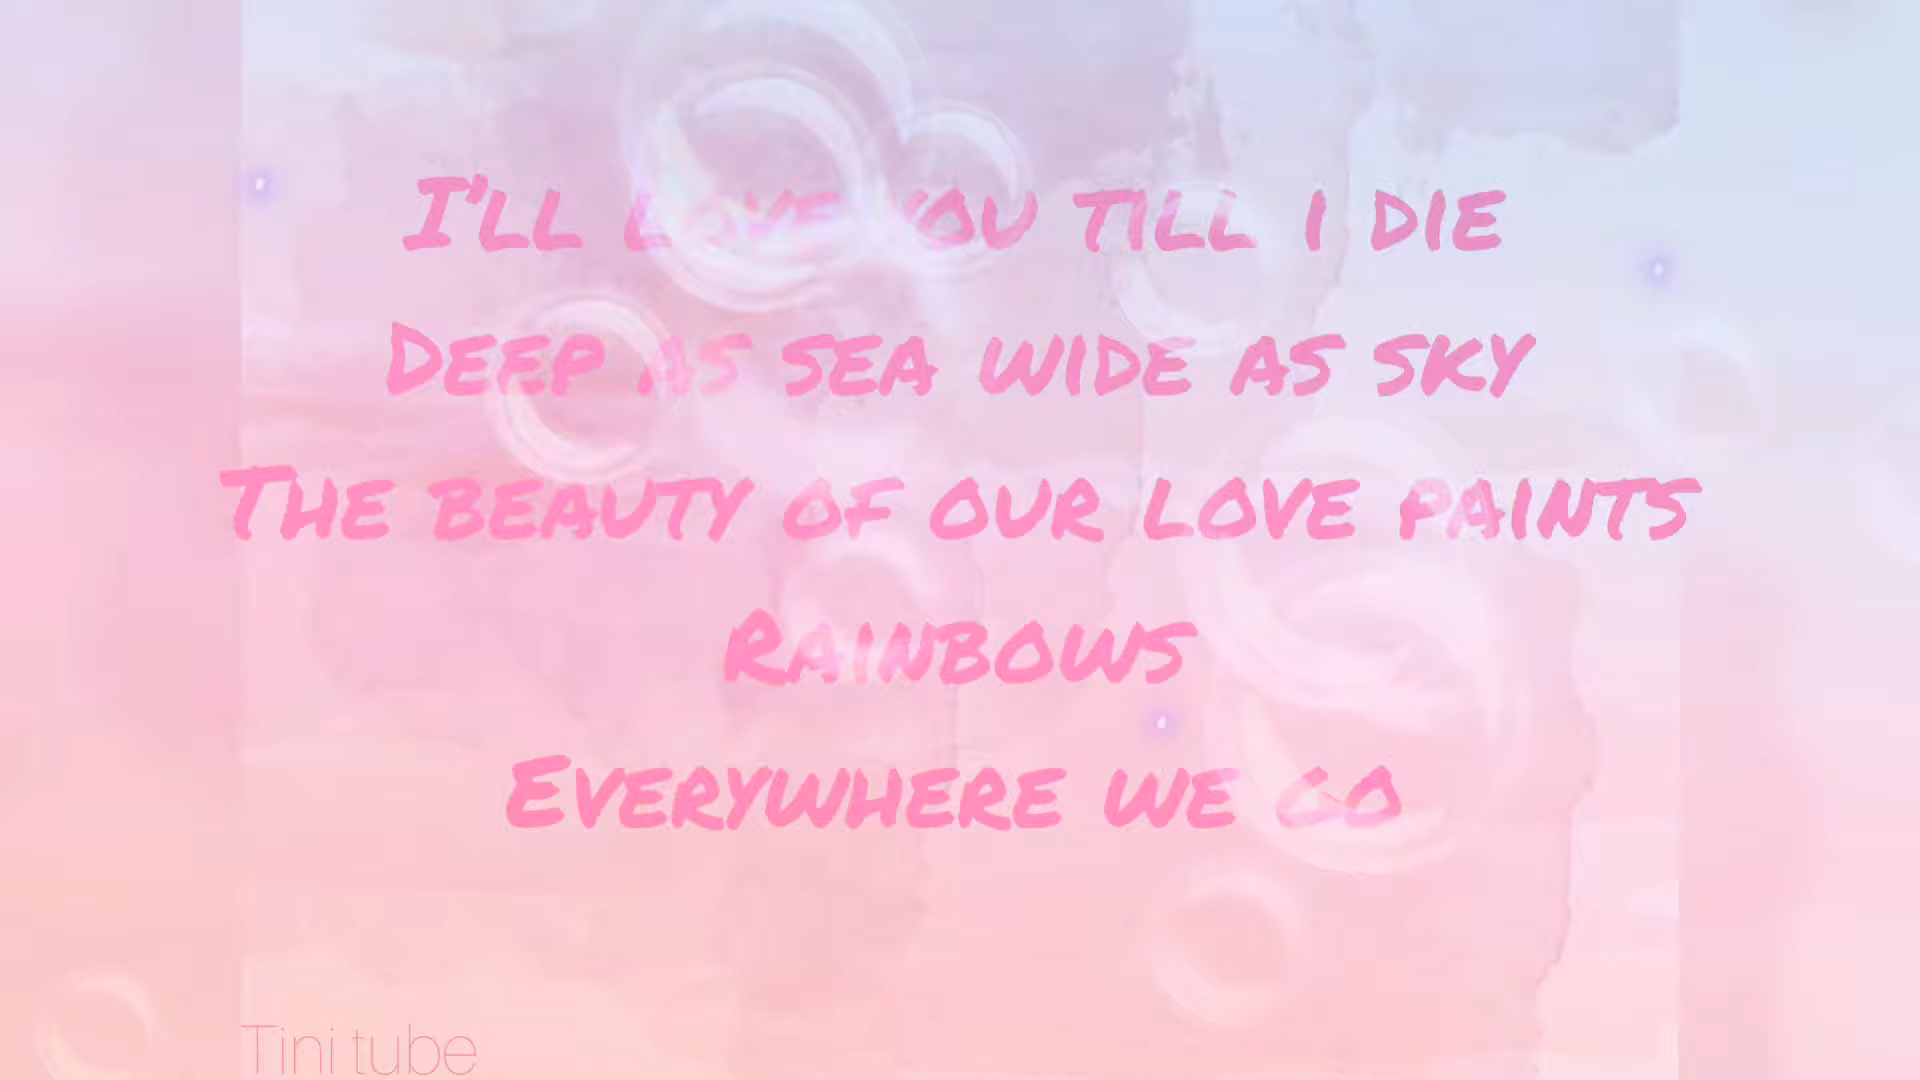 I'll love you till i die
Deep as sea wide as sky
The beauty of our love paints
Rainbows
Everywhere we go
Tini tube